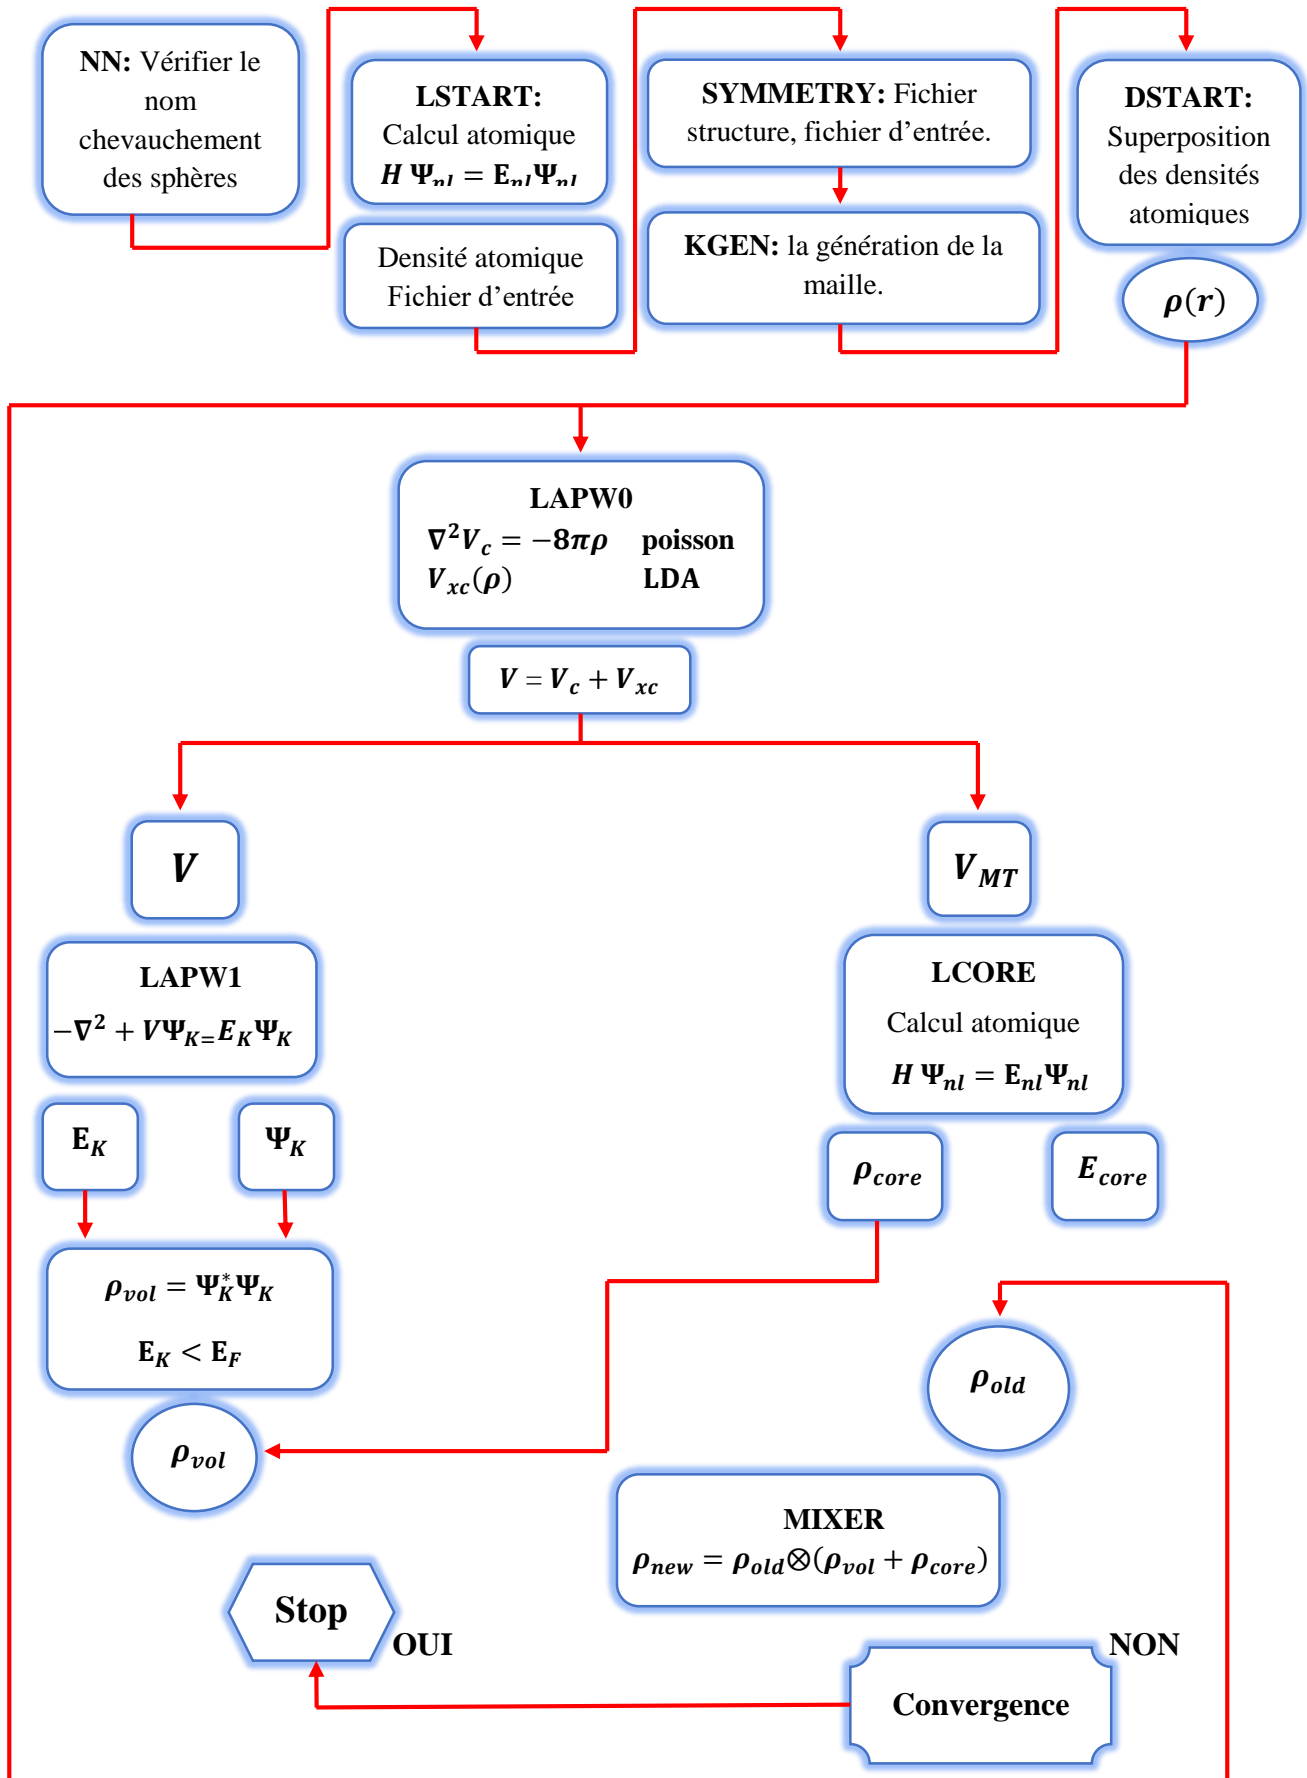 NN: Vérifier le
nom
chevauchement
des sphères
LSTART:
Calcul atomique
H Ψnl = Enl Ψnl
Densité atomique
Fichier d’entrée
SYMMETRY: Fichier
structure, fichier d’entrée.
KGEN: la génération de la
maille.
DSTART:
Superposition
des densités
atomiques
ρ(r)
LAPW0
∇²Vc = −8πρ poisson
Vxc(ρ) LDA
V = Vc + Vxc
V
VMT
LAPW1
−∇² + VΨK=EKΨK
LCORE
Calcul atomique
H Ψnl = EnlΨnl
EK
ΨK
ρcore
Ecore
ρvol = Ψ*KΨK
EK < EF
ρold
ρvol
MIXER
ρnew = ρold⊗(ρvol + ρcore)
Stop
OUI
NON
Convergence